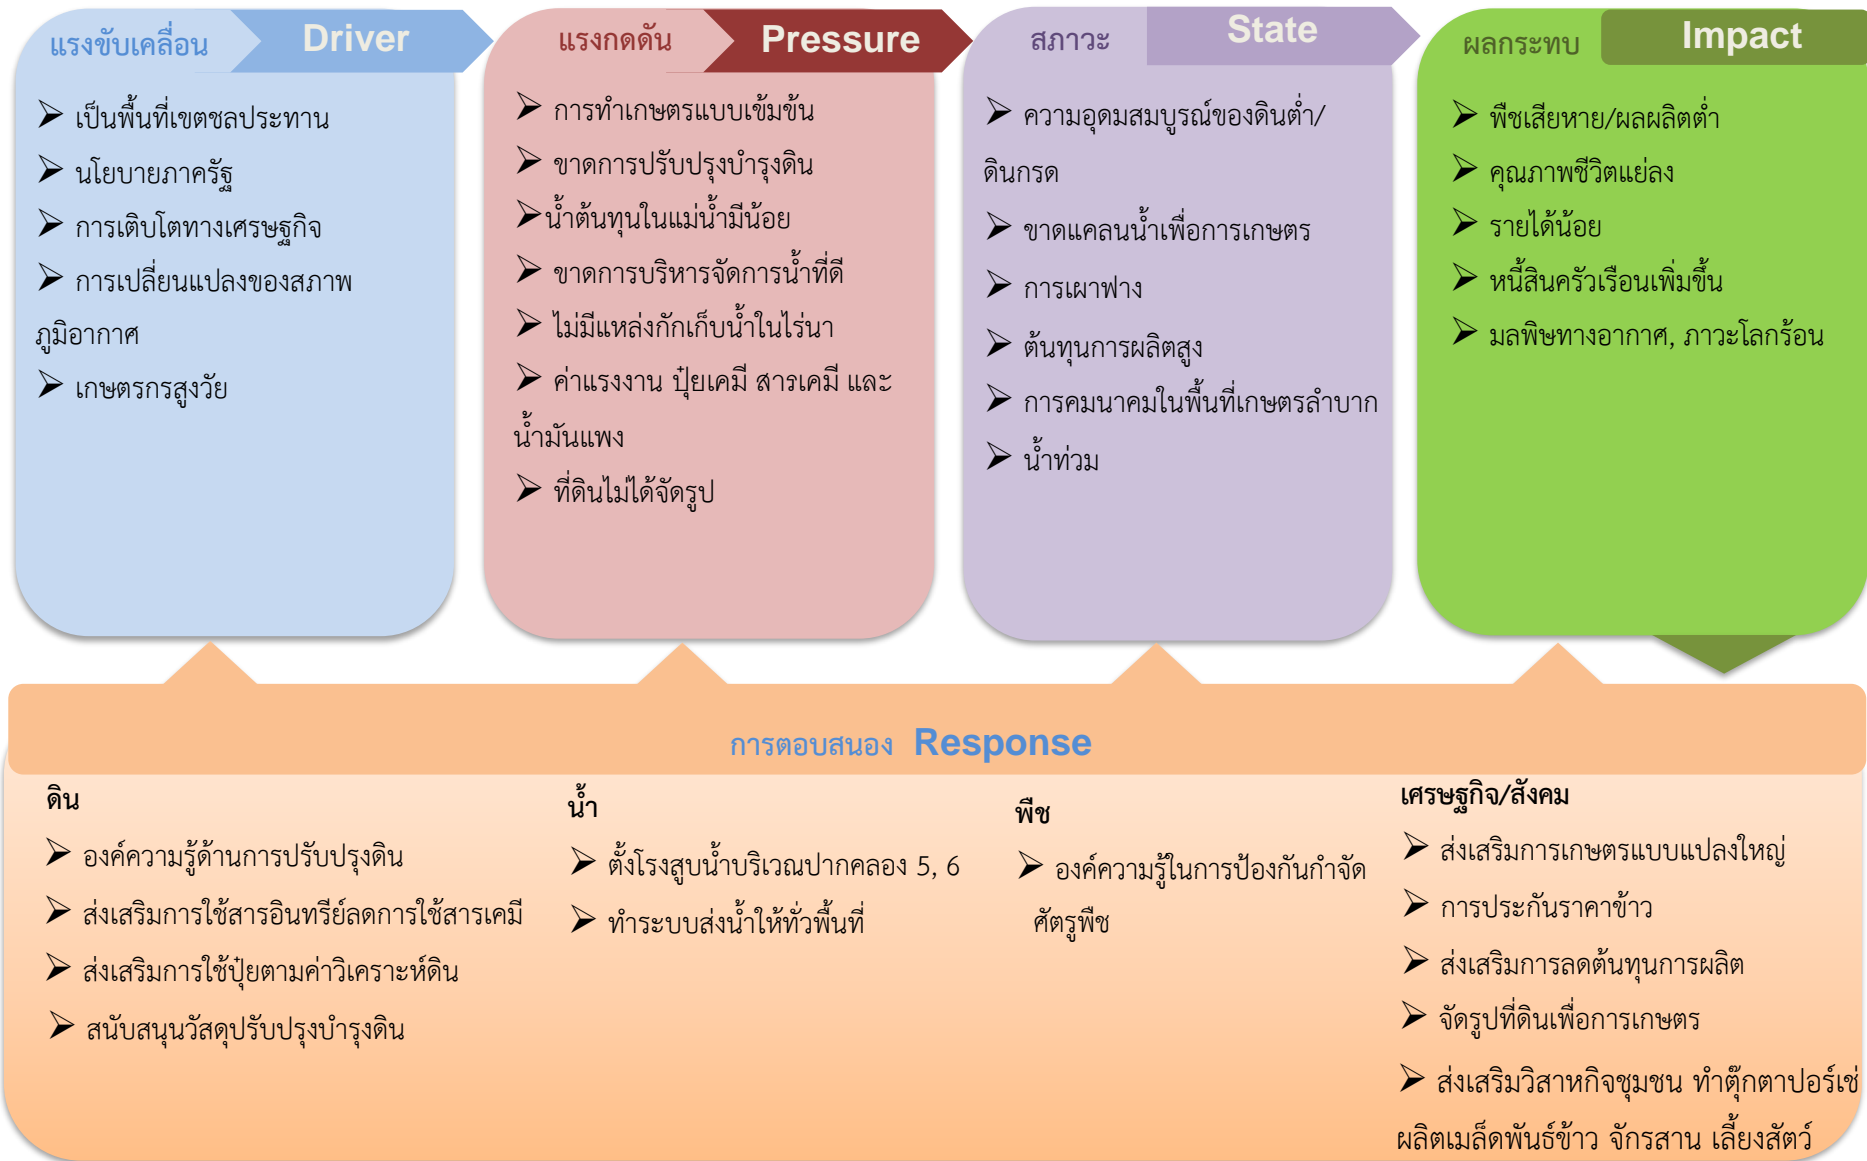 แรงขับเคลื่อน Driver
➢ เป็นพื้นที่เขตชลประทาน
➢ นโยบายภาครัฐ
➢ การเติบโตทางเศรษฐกิจ
➢ การเปลี่ยนแปลงของสภาพ
ภูมิอากาศ
➢ เกษตรกรสูงวัย
แรงกดดัน Pressure
➢ การทำเกษตรแบบเข้มข้น
➢ ขาดการปรับปรุงบำรุงดิน
➢น้ำต้นทุนในแม่น้ำมีน้อย
➢ ขาดการบริหารจัดการน้ำที่ดี
➢ ไม่มีแหล่งกักเก็บน้ำในไร่นา
➢ ค่าแรงงาน ปุ๋ยเคมี สารเคมี และ
น้ำมันแพง
➢ ที่ดินไม่ได้จัดรูป
สภาวะ State
➢ ความอุดมสมบูรณ์ของดินต่ำ/
ดินกรด
➢ ขาดแคลนน้ำเพื่อการเกษตร
➢ การเผาฟาง
➢ ต้นทุนการผลิตสูง
➢ การคมนาคมในพื้นที่เกษตรลำบาก
➢ น้ำท่วม
ผลกระทบ Impact
➢ พืชเสียหาย/ผลผลิตต่ำ
➢ คุณภาพชีวิตแย่ลง
➢ รายได้น้อย
➢ หนี้สินครัวเรือนเพิ่มขึ้น
➢ มลพิษทางอากาศ, ภาวะโลกร้อน
การตอบสนอง Response
ดิน
➢ องค์ความรู้ด้านการปรับปรุงดิน
➢ ส่งเสริมการใช้สารอินทรีย์ลดการใช้สารเคมี
➢ ส่งเสริมการใช้ปุ๋ยตามค่าวิเคราะห์ดิน
➢ สนับสนุนวัสดุปรับปรุงบำรุงดิน
น้ำ
➢ ตั้งโรงสูบน้ำบริเวณปากคลอง 5, 6
➢ ทำระบบส่งน้ำให้ทั่วพื้นที่
พืช
➢ องค์ความรู้ในการป้องกันกำจัด
ศัตรูพืช
เศรษฐกิจ/สังคม
➢ ส่งเสริมการเกษตรแบบแปลงใหญ่
➢ การประกันราคาข้าว
➢ ส่งเสริมการลดต้นทุนการผลิต
➢ จัดรูปที่ดินเพื่อการเกษตร
➢ ส่งเสริมวิสาหกิจชุมชน ทำตุ๊กตาปอร์เช่
ผลิตเมล็ดพันธ์ข้าว จักรสาน เลี้ยงสัตว์